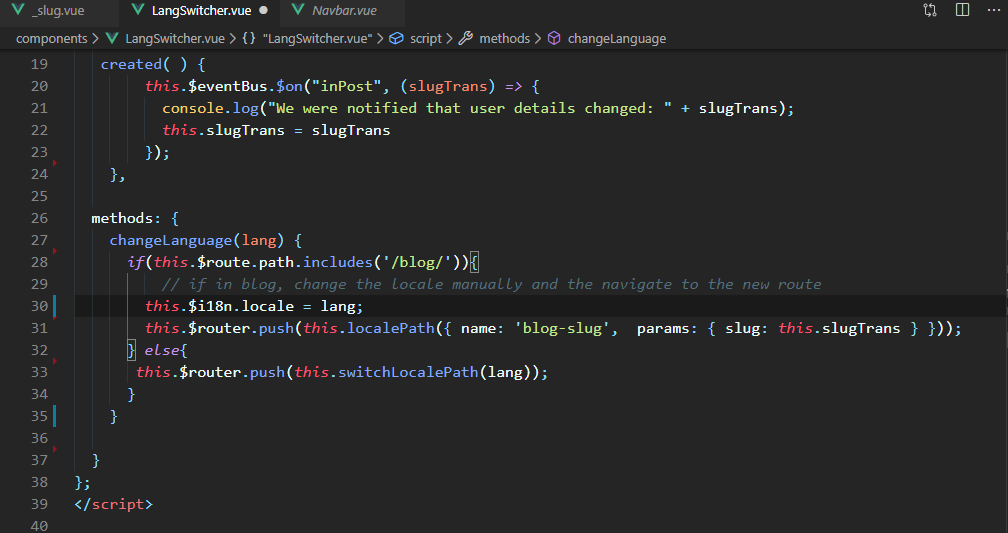 _slug.vue LangSwitcher.vue Navbar.vue
components > LangSwitcher.vue > {} "LangSwitcher.vue" > script > methods > changeLanguage
19 created( ) {
20 this.$eventBus.$on("inPost", (slugTrans) => {
21 console.log("We were notified that user details changed: " + slugTrans);
22 this.slugTrans = slugTrans
23 });
24 },
25
26 methods: {
27 changeLanguage(lang) {
28 if(this.$route.path.includes('/blog/')){
29 // if in blog, change the locale manually and the navigate to the new route
30 this.$i18n.locale = lang;
31 this.$router.push(this.localePath({ name: 'blog-slug',  params: { slug: this.slugTrans } }));
32 } else{
33 this.$router.push(this.switchLocalePath(lang));
34 }
35 }
36
37 }
38 };
39 </script>
40